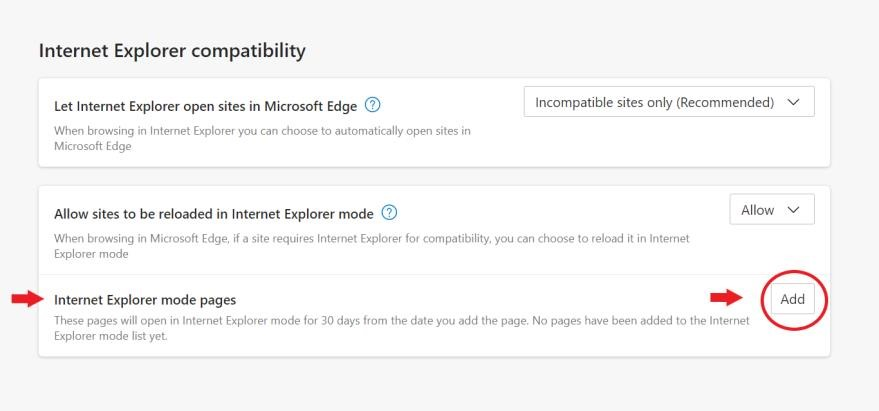 Internet Explorer compatibility
Let Internet Explorer open sites in Microsoft Edge ?
Incompatible sites only (Recommended)
When browsing in Internet Explorer you can choose to automatically open sites in
Microsoft Edge
Allow sites to be reloaded in Internet Explorer mode ?
Allow
When browsing in Microsoft Edge, if a site requires Internet Explorer for compatibility, you can choose to reload it in Internet
Explorer mode
Internet Explorer mode pages
Add
These pages will open in Internet Explorer mode for 30 days from the date you add the page. No pages have been added to the Internet
Explorer mode list yet.